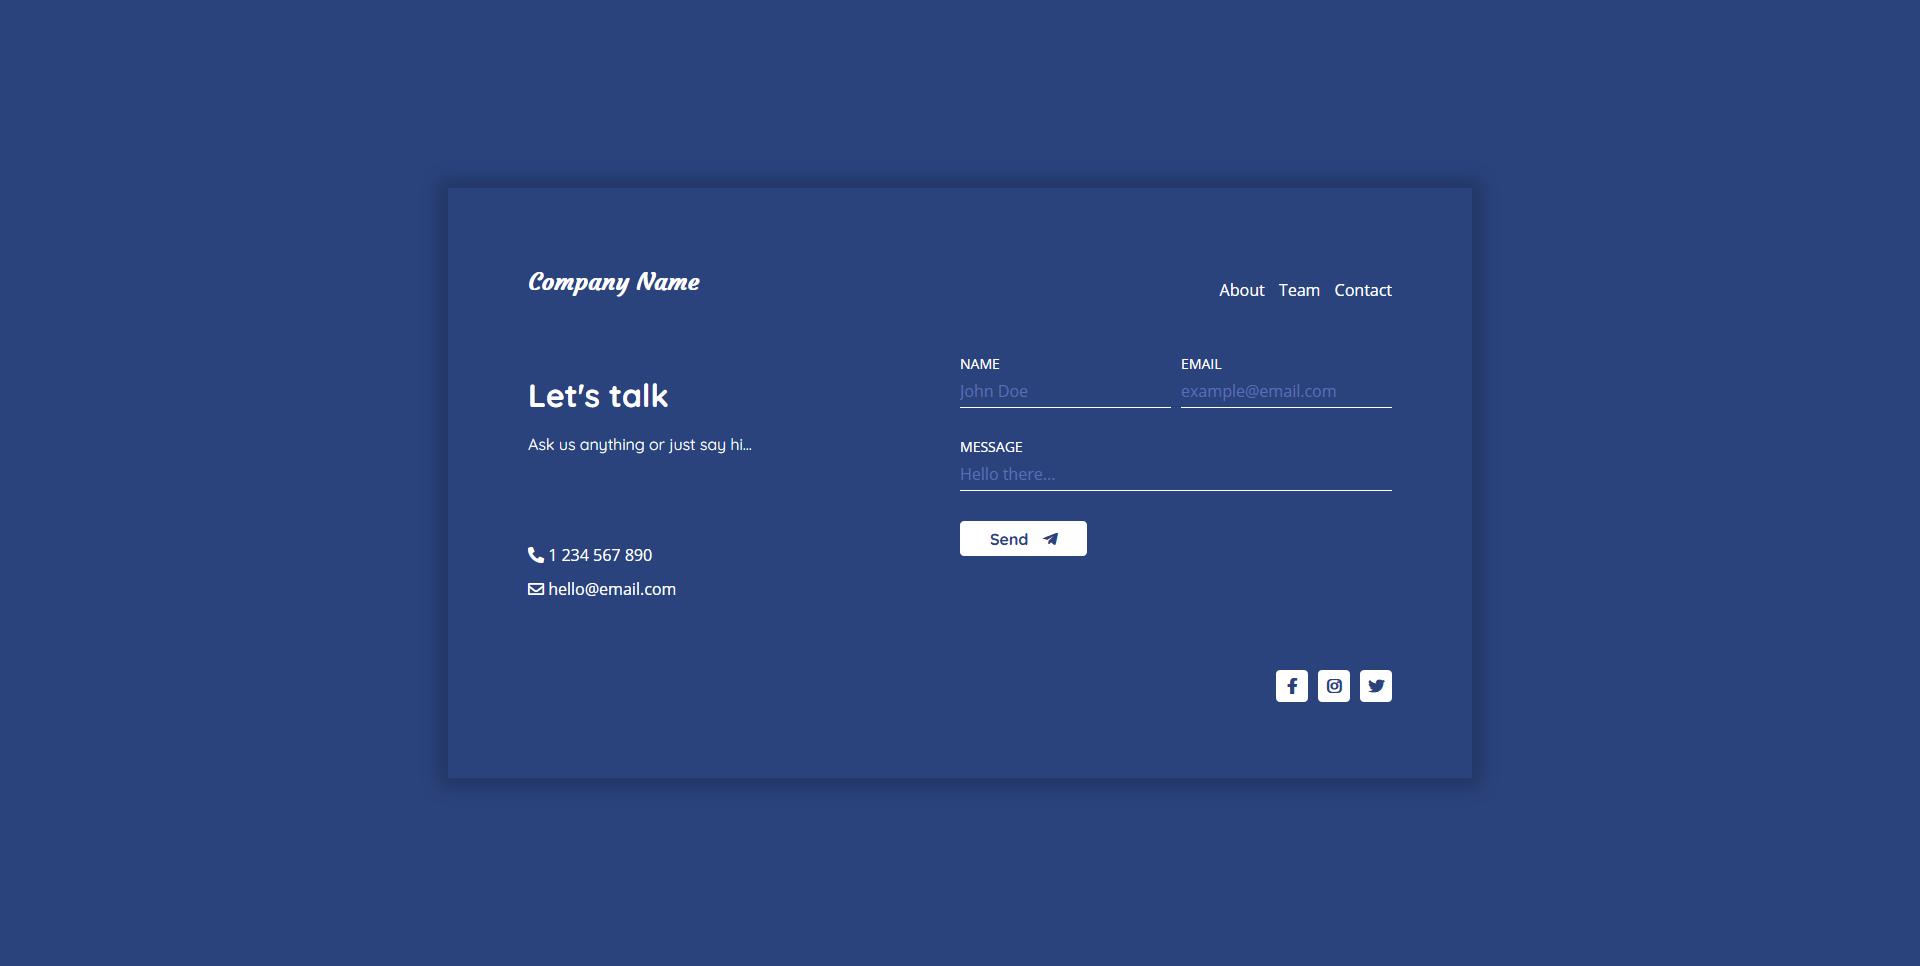 Company Name
About Team Contact
Let's talk
Ask us anything or just say hi...
1 234 567 890
hello@email.com
NAME
John Doe
EMAIL
example@email.com
MESSAGE
Hello there...
Send